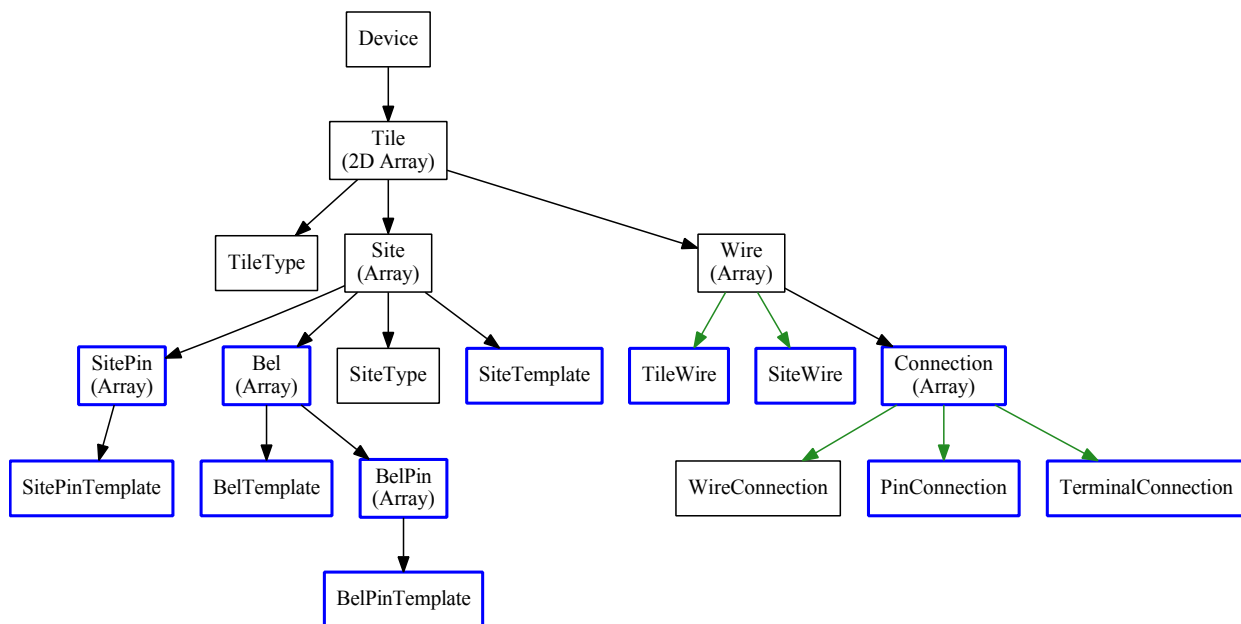 Device
Tile
(2D Array)
TileType
Site
(Array)
Wire
(Array)
SitePin
(Array)
Bel
(Array)
SiteType
SiteTemplate
TileWire
SiteWire
Connection
(Array)
SitePinTemplate
BelTemplate
BelPin
(Array)
WireConnection
PinConnection
TerminalConnection
BelPinTemplate